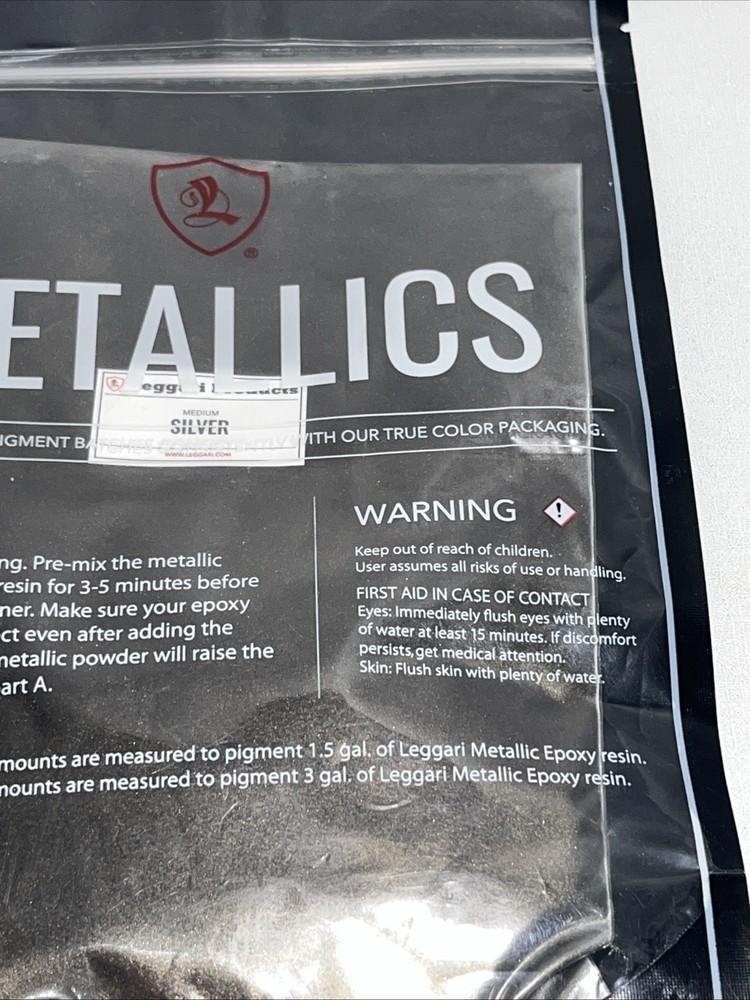 ®
ETALLICS
Leggari Products
MEDIUM
SILVER
WWW.LEGGARI.COM
IGMENT BATCHES CONSISTENTLY WITH OUR TRUE COLOR PACKAGING.
WARNING
Keep out of reach of children.
User assumes all risks of use or handling.
FIRST AID IN CASE OF CONTACT
Eyes: Immediately flush eyes with plenty
of water at least 15 minutes. If discomfort
persists, get medical attention.
Skin: Flush skin with plenty of water.
ng. Pre-mix the metallic
resin for 3-5 minutes before
ner. Make sure your epoxy
ct even after adding the
netallic powder will raise the
art A.
mounts are measured to pigment 1.5 gal. of Leggari Metallic Epoxy resin.
mounts are measured to pigment 3 gal. of Leggari Metallic Epoxy resin.